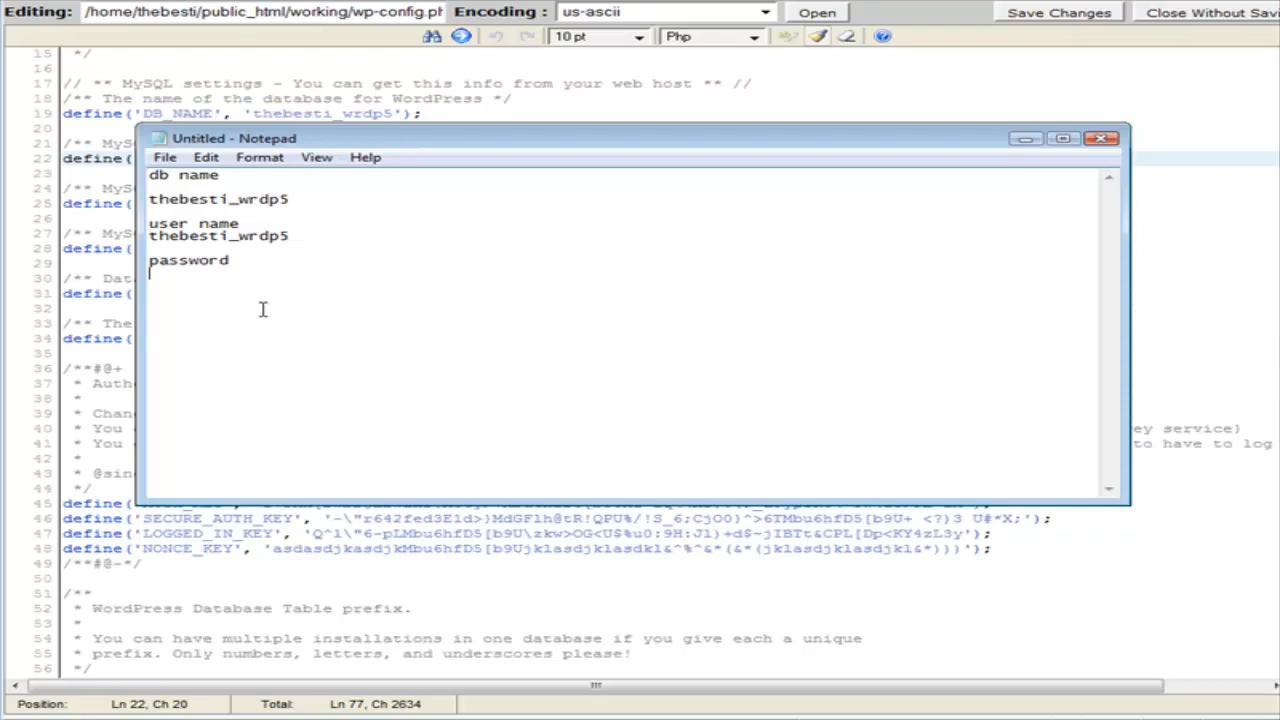 Editing: /home/thebesti/public_html/working/wp-config.ph Encoding : us-ascii Open Save Changes Close Without Savi
10 pt Php
15 */
16
17 // ** MySQL settings - You can get this info from your web host ** //
18 /** The name of the database for WordPress */
19 define('DB_NAME', 'thebesti_wrdp5');
20
21 /** MyS
22 define(
23
24 /** MyS
25 define(
26
27 /** MyS
28 define(
29
30 /** Dat
31 define(
32
33 /** The
34 define(
35
36 /**#@+
37 * Auth
38 *
39 * Chan
40 * You ey service}
41 * You to have to log
42 *
43 * @sin
44 */
45 define(
46 define('SECURE_AUTH_KEY',
47 define('LOGGED_IN_KEY',
48 define('NONCE_KEY',
49 /**#@-*/
50
51 /**
52 * WordPress Database Table prefix.
53 *
54 * You can have multiple installations in one database if you give each a unique
55 * prefix. Only numbers, letters, and underscores please!
56 */
Untitled - Notepad
File Edit Format View Help
db name
thebesti_wrdp5
user name
thebesti_wrdp5
password
Position: Ln 22, Ch 20 Total: Ln 77, Ch 2634